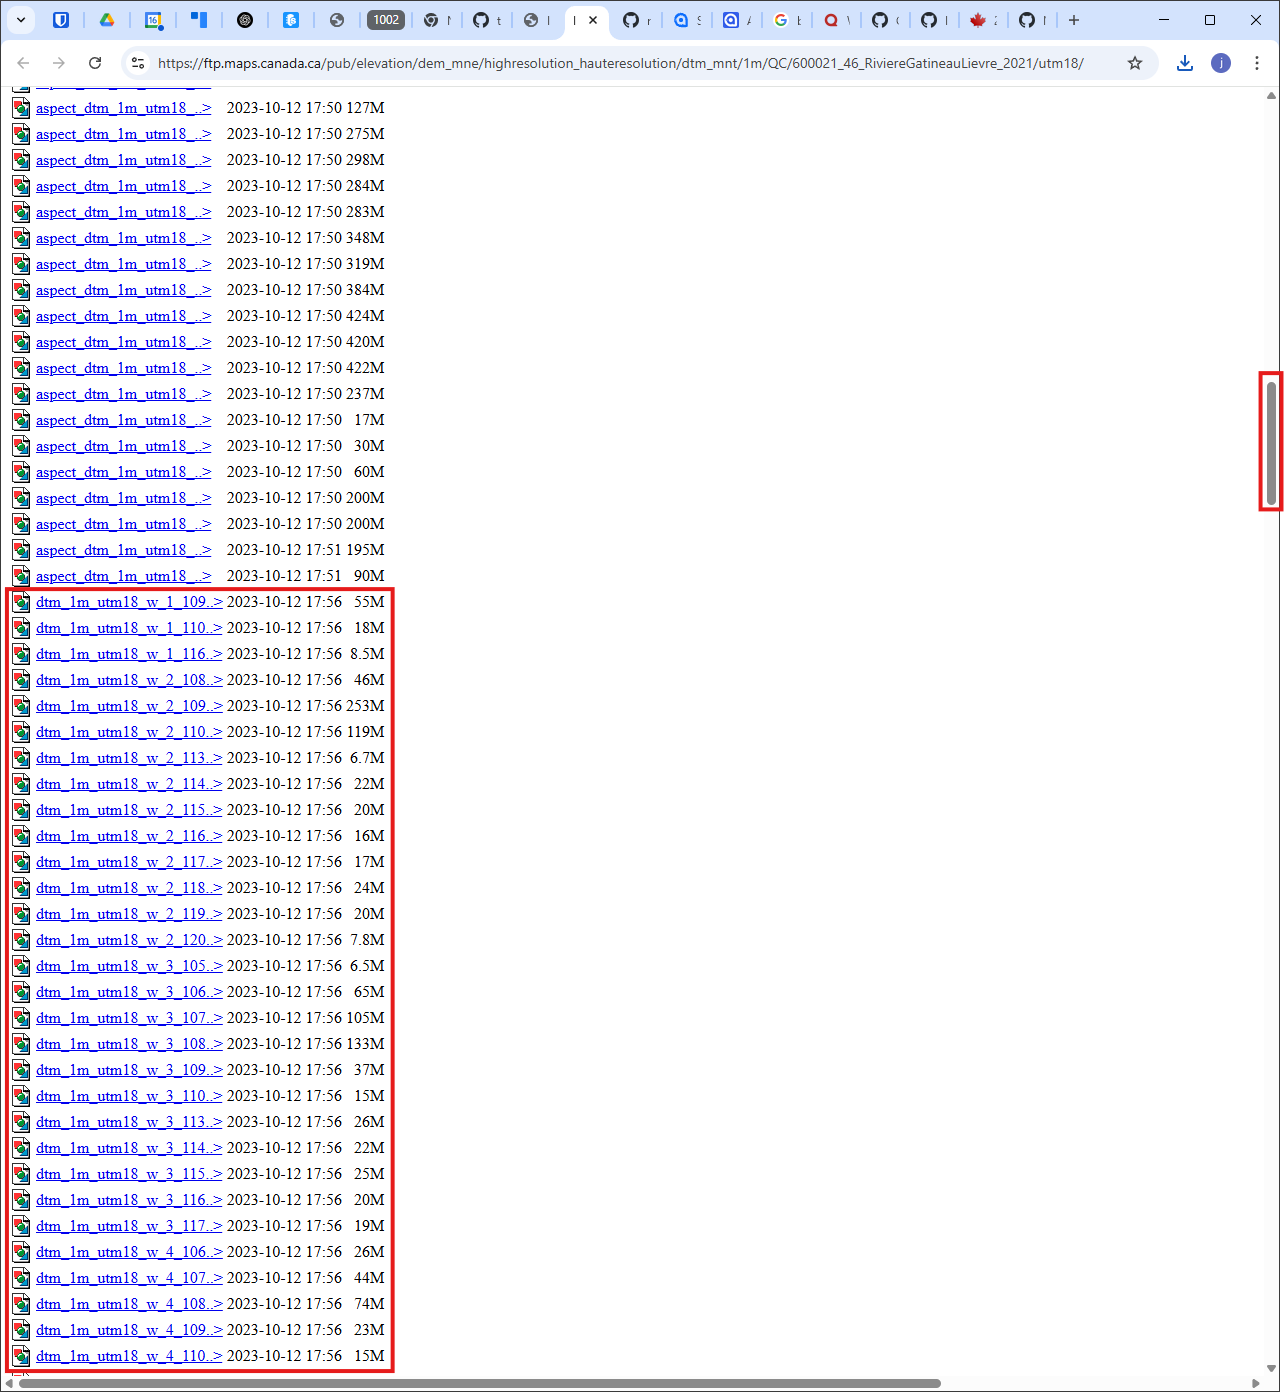 16
1002
https://ftp.maps.canada.ca/pub/elevation/dem_mne/highresolution_hauteresolution/dtm_mnt/1m/QC/600021_46_RiviereGatineauLievre_2021/utm18/
j
aspect_dtm_1m_utm18_..> 2023-10-12 17:50 127M
aspect_dtm_1m_utm18_..> 2023-10-12 17:50 275M
aspect_dtm_1m_utm18_..> 2023-10-12 17:50 298M
aspect_dtm_1m_utm18_..> 2023-10-12 17:50 284M
aspect_dtm_1m_utm18_..> 2023-10-12 17:50 283M
aspect_dtm_1m_utm18_..> 2023-10-12 17:50 348M
aspect_dtm_1m_utm18_..> 2023-10-12 17:50 319M
aspect_dtm_1m_utm18_..> 2023-10-12 17:50 384M
aspect_dtm_1m_utm18_..> 2023-10-12 17:50 424M
aspect_dtm_1m_utm18_..> 2023-10-12 17:50 420M
aspect_dtm_1m_utm18_..> 2023-10-12 17:50 422M
aspect_dtm_1m_utm18_..> 2023-10-12 17:50 237M
aspect_dtm_1m_utm18_..> 2023-10-12 17:50 17M
aspect_dtm_1m_utm18_..> 2023-10-12 17:50 30M
aspect_dtm_1m_utm18_..> 2023-10-12 17:50 60M
aspect_dtm_1m_utm18_..> 2023-10-12 17:50 200M
aspect_dtm_1m_utm18_..> 2023-10-12 17:50 200M
aspect_dtm_1m_utm18_..> 2023-10-12 17:51 195M
aspect_dtm_1m_utm18_..> 2023-10-12 17:51 90M
dtm_1m_utm18_w_1_109..> 2023-10-12 17:56 55M
dtm_1m_utm18_w_1_110..> 2023-10-12 17:56 18M
dtm_1m_utm18_w_1_116..> 2023-10-12 17:56 8.5M
dtm_1m_utm18_w_2_108..> 2023-10-12 17:56 46M
dtm_1m_utm18_w_2_109..> 2023-10-12 17:56 253M
dtm_1m_utm18_w_2_110..> 2023-10-12 17:56 119M
dtm_1m_utm18_w_2_113..> 2023-10-12 17:56 6.7M
dtm_1m_utm18_w_2_114..> 2023-10-12 17:56 22M
dtm_1m_utm18_w_2_115..> 2023-10-12 17:56 20M
dtm_1m_utm18_w_2_116..> 2023-10-12 17:56 16M
dtm_1m_utm18_w_2_117..> 2023-10-12 17:56 17M
dtm_1m_utm18_w_2_118..> 2023-10-12 17:56 24M
dtm_1m_utm18_w_2_119..> 2023-10-12 17:56 20M
dtm_1m_utm18_w_2_120..> 2023-10-12 17:56 7.8M
dtm_1m_utm18_w_3_105..> 2023-10-12 17:56 6.5M
dtm_1m_utm18_w_3_106..> 2023-10-12 17:56 65M
dtm_1m_utm18_w_3_107..> 2023-10-12 17:56 105M
dtm_1m_utm18_w_3_108..> 2023-10-12 17:56 133M
dtm_1m_utm18_w_3_109..> 2023-10-12 17:56 37M
dtm_1m_utm18_w_3_110..> 2023-10-12 17:56 15M
dtm_1m_utm18_w_3_113..> 2023-10-12 17:56 26M
dtm_1m_utm18_w_3_114..> 2023-10-12 17:56 22M
dtm_1m_utm18_w_3_115..> 2023-10-12 17:56 25M
dtm_1m_utm18_w_3_116..> 2023-10-12 17:56 20M
dtm_1m_utm18_w_3_117..> 2023-10-12 17:56 19M
dtm_1m_utm18_w_4_106..> 2023-10-12 17:56 26M
dtm_1m_utm18_w_4_107..> 2023-10-12 17:56 44M
dtm_1m_utm18_w_4_108..> 2023-10-12 17:56 74M
dtm_1m_utm18_w_4_109..> 2023-10-12 17:56 23M
dtm_1m_utm18_w_4_110..> 2023-10-12 17:56 15M